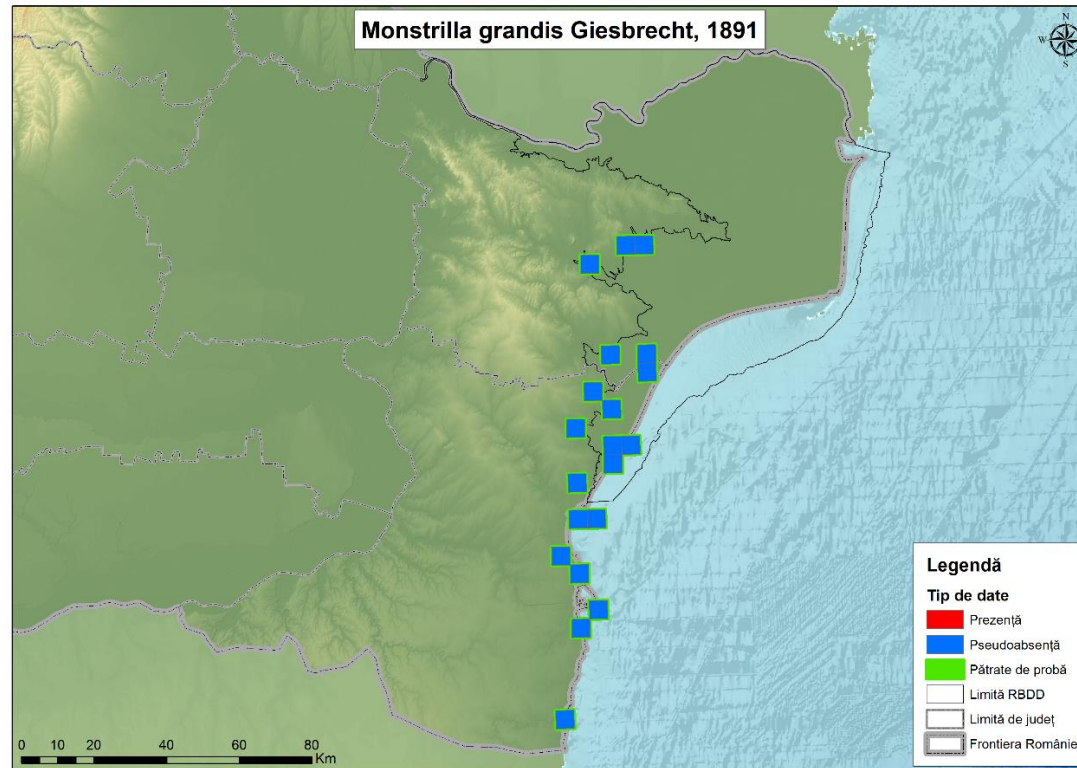 Monstrilla grandis Giesbrecht, 1891
N
W E
S
Legendă
Tip de date
Prezență
Pseudoabsență
Pătrate de probă
Limită RBDD
Limită de județ
Frontiera Românie
0 10 20 40 60 80
Km